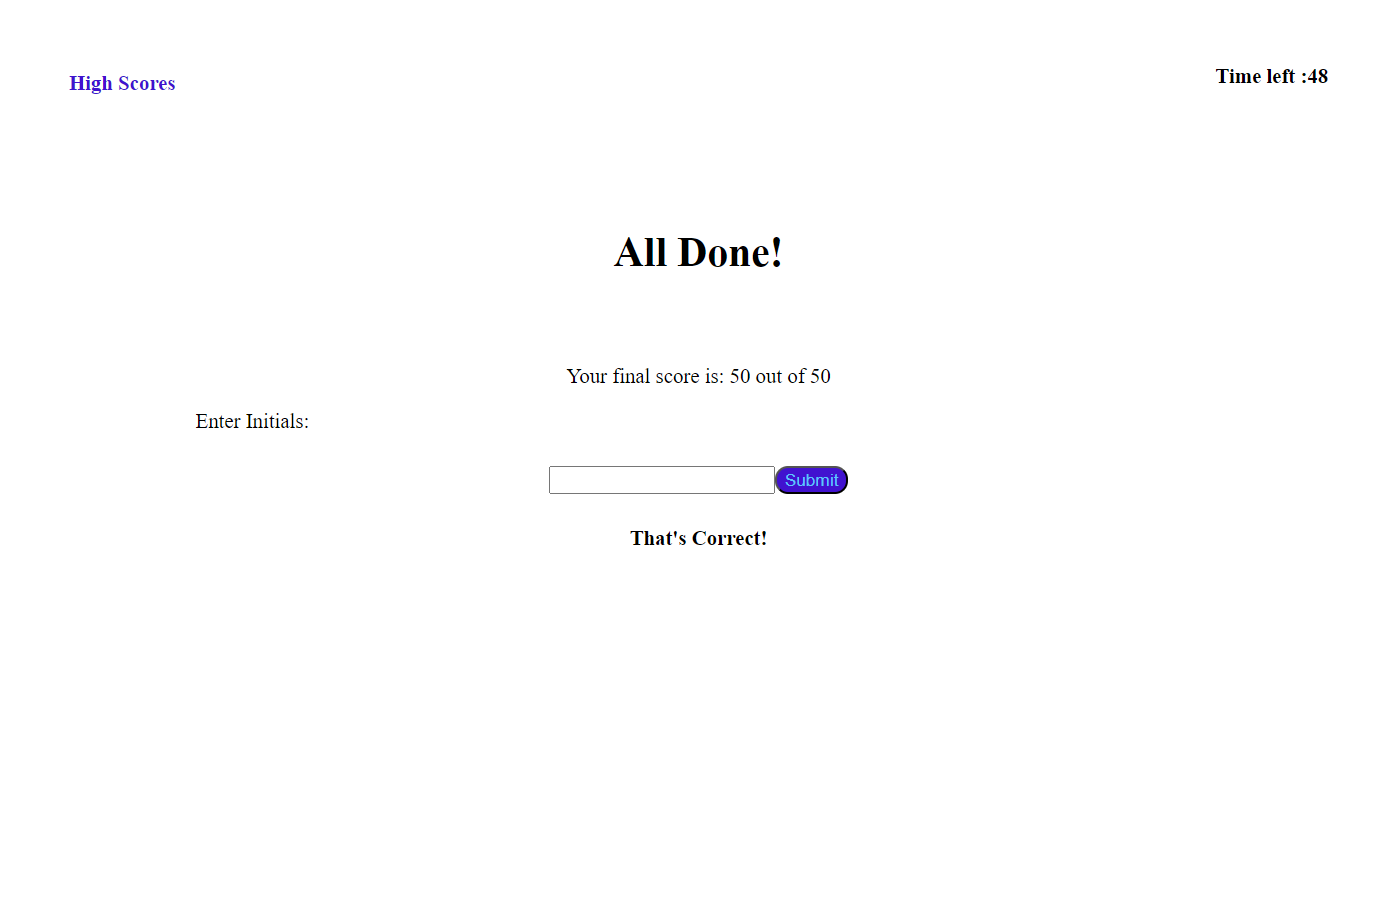 High Scores
Time left :48
All Done!
Your final score is: 50 out of 50
Enter Initials:
Submit
That's Correct!